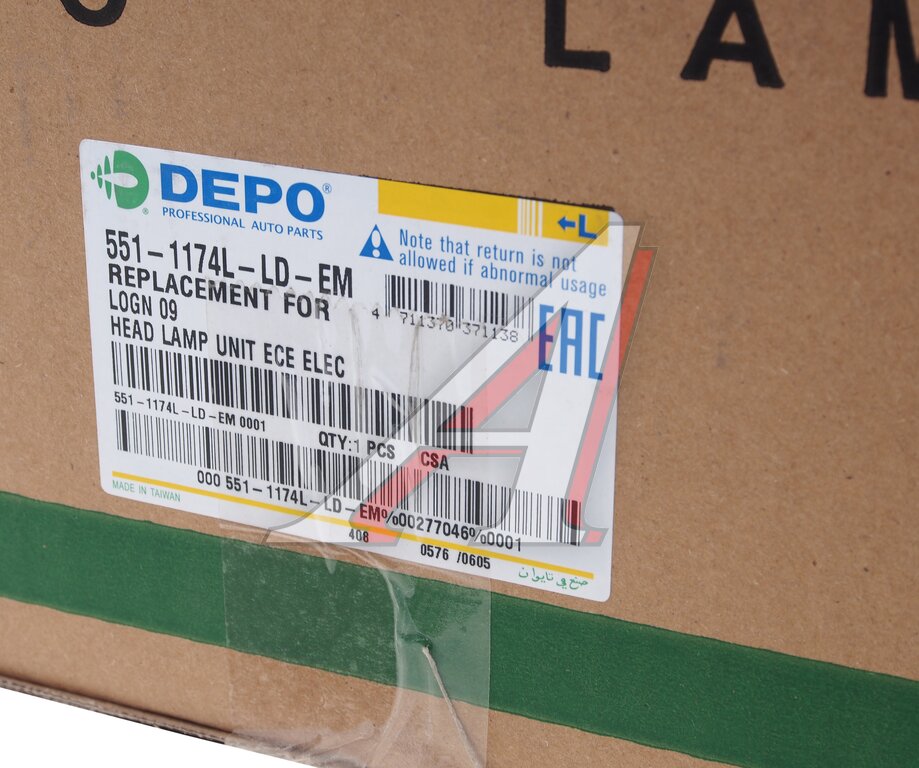 LAM
DEPO®
PROFESSIONAL AUTO PARTS
L
551-1174L-LD-EM
REPLACEMENT FOR
LOGN 09
HEAD LAMP UNIT ECE ELEC
Note that return is not
allowed if abnormal usage
4 711370 371138
EAC
551-1174L-LD-EM 0001
QTY:1 PCS CSA
000 551-1174L-LD-EM%00277046%0001
MADE IN TAIWAN
408
0576 /0605
صنع في تايوان